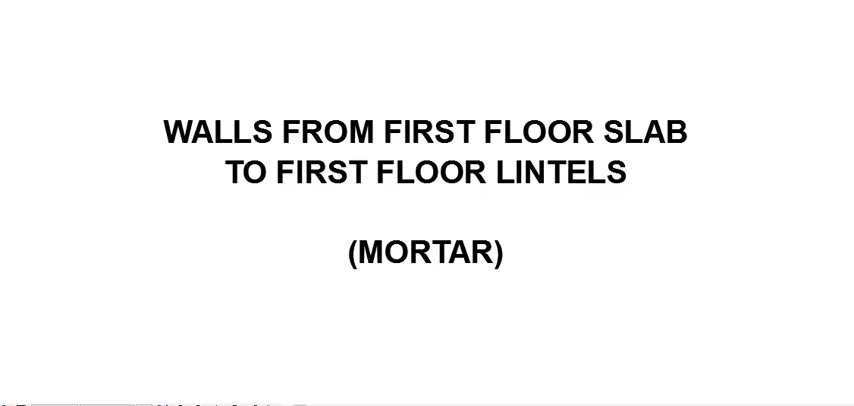 WALLS FROM FIRST FLOOR SLAB
TO FIRST FLOOR LINTELS
(MORTAR)